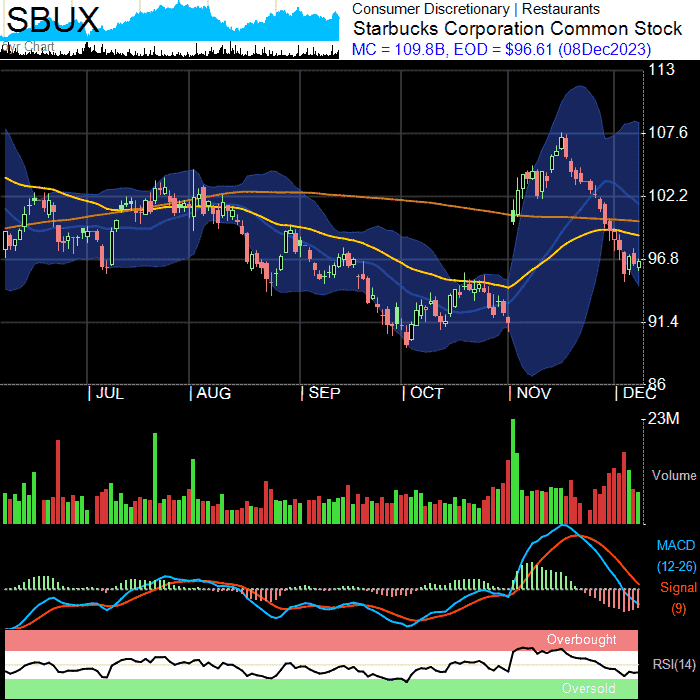 SBUX
Consumer Discretionary | Restaurants
Starbucks Corporation Common Stock
MC = 109.8B, EOD = $96.61 (08Dec2023)
5yr Chart
113
107.6
102.2
96.8
91.4
86
| JUL | AUG | SEP | OCT | NOV | DEC
23M
Volume
MACD
(12-26)
Signal
(9)
Overbought
RSI(14)
Oversold